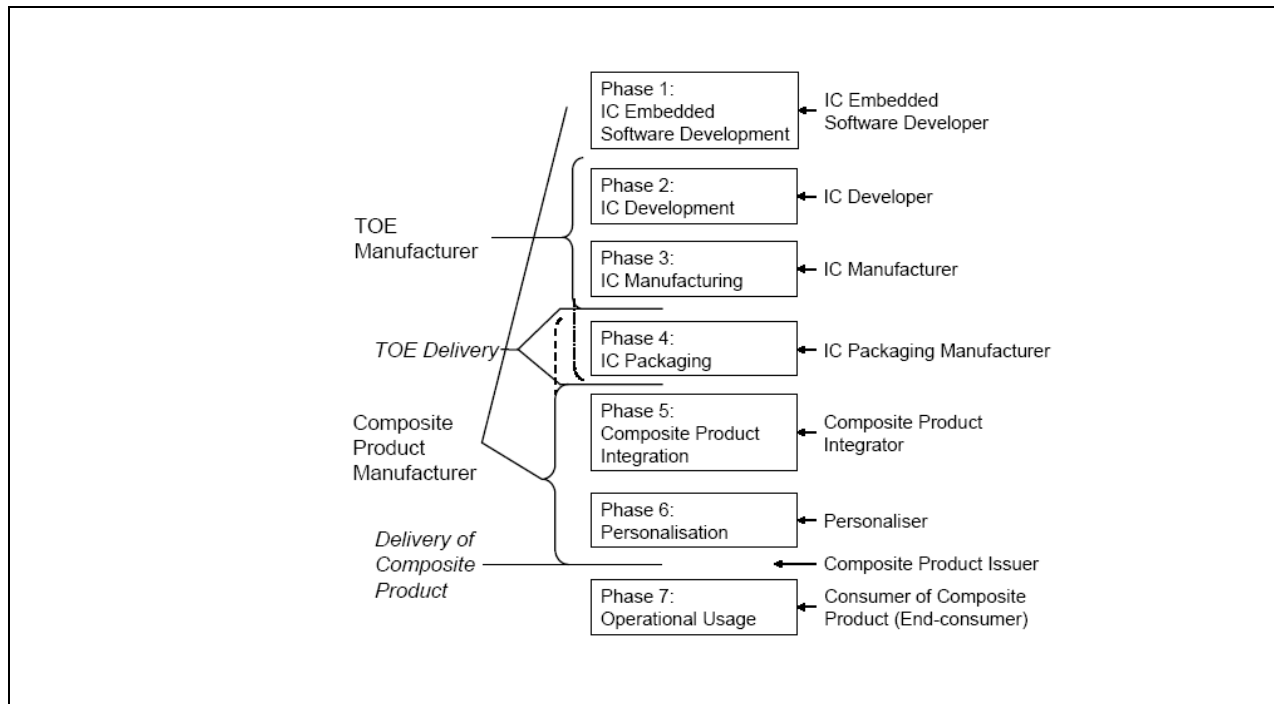 Phase 1:
IC Embedded
Software Development
IC Embedded
Software Developer
Phase 2:
IC Development
IC Developer
TOE
Manufacturer
Phase 3:
IC Manufacturing
IC Manufacturer
TOE Delivery
Phase 4:
IC Packaging
IC Packaging Manufacturer
Composite
Product
Manufacturer
Phase 5:
Composite Product
Integration
Composite Product
Integrator
Phase 6:
Personalisation
Personaliser
Delivery of
Composite
Product
Composite Product Issuer
Phase 7:
Operational Usage
Consumer of Composite
Product (End-consumer)